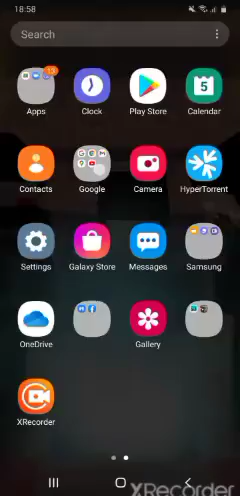 18:58
Search
13
Apps
Clock
Play Store
5
Calendar
Contacts
Google
Camera
HyperTorrent
Settings
Galaxy Store
Messages
Samsung
OneDrive
Gallery
XRecorder
XRecorder